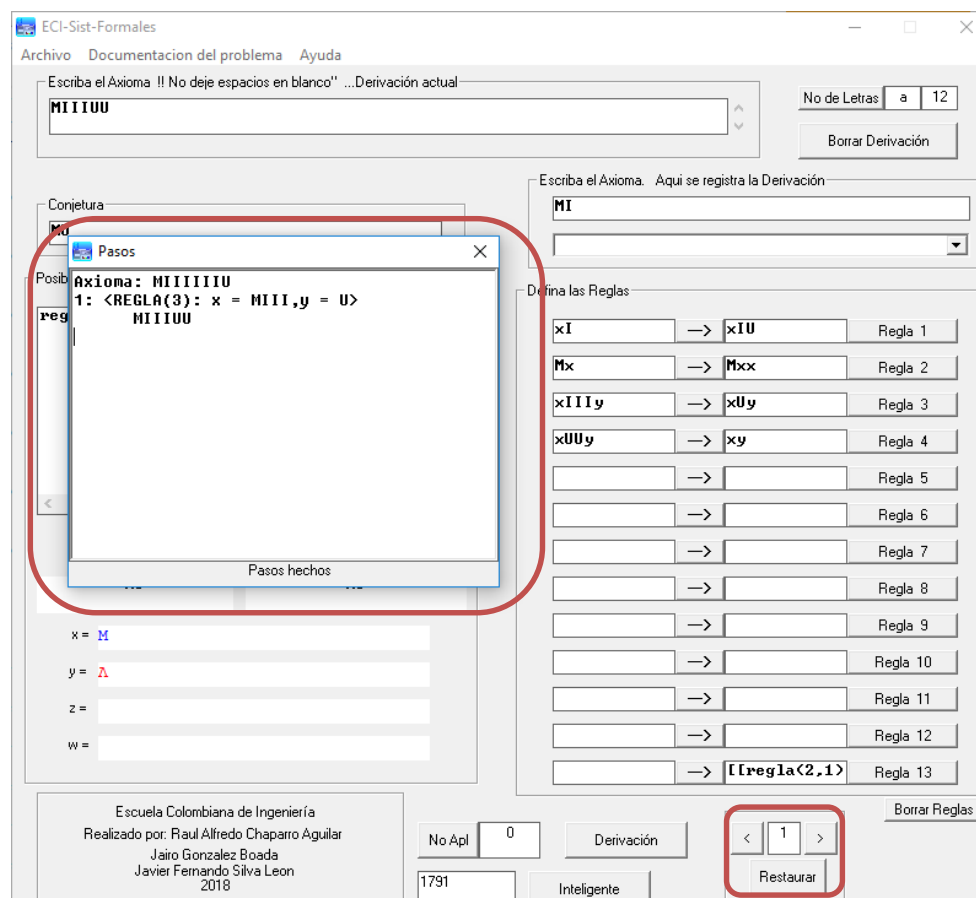 ECI-Sist-Formales
Archivo Documentacion del problema Ayuda
Escriba el Axioma !! No deje espacios en blanco'' ...Derivación actual
MIIIUU
No de Letras a 12
Borrar Derivación
Escriba el Axioma. Aqui se registra la Derivación
MI
Conjetura
Pasos
Axioma: MIIIIIIU
1: <REGLA(3): x = MIII,y = U>
MIIIUU
Pasos hechos
Posib
reg
Defina las Reglas
xI —> xIU Regla 1
Mx —> Mxx Regla 2
xIIIy —> xUy Regla 3
xUUy —> xy Regla 4
—> Regla 5
—> Regla 6
—> Regla 7
—> Regla 8
—> Regla 9
—> Regla 10
—> Regla 11
—> Regla 12
—> [[regla(2,1) Regla 13
x = M
y = Λ
z =
w =
Borrar Reglas
Escuela Colombiana de Ingeniería
Realizado por: Raul Alfredo Chaparro Aguilar
Jairo Gonzalez Boada
Javier Fernando Silva Leon
2018
No Apl 0 Derivación < 1 >
Restaurar
1791 Inteligente